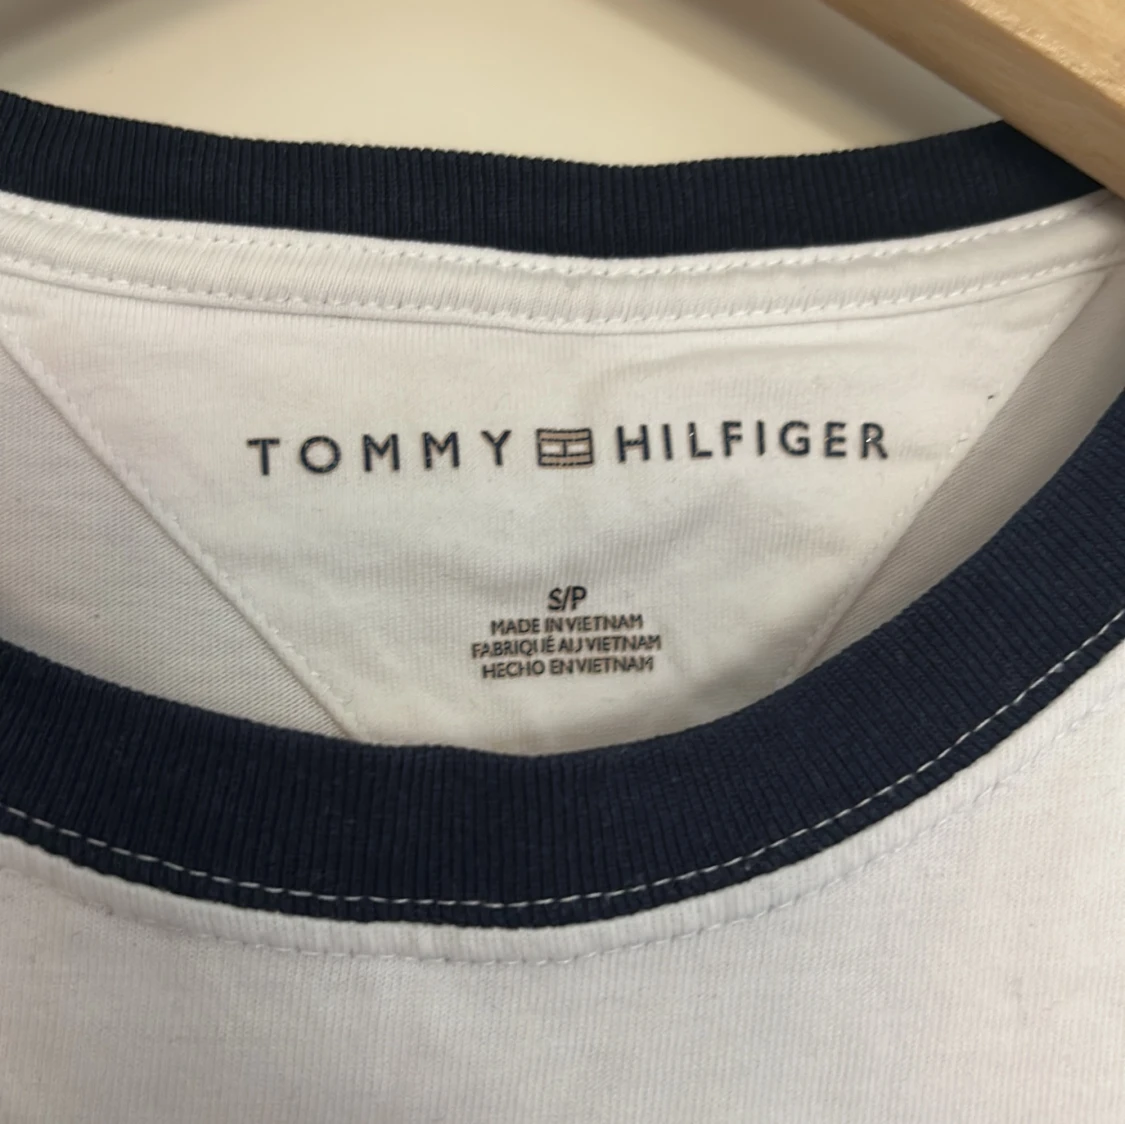 TOMMY HILFIGER
S/P
MADE IN VIETNAM
FABRIQUÉ AU VIETNAM
HECHO EN VIETNAM